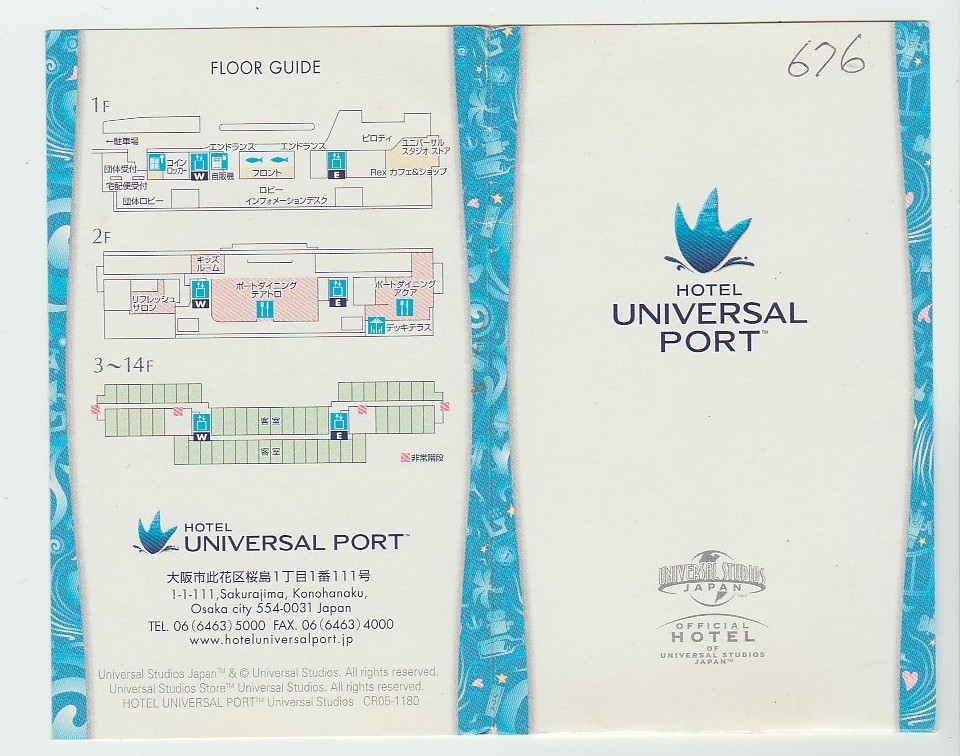 FLOOR GUIDE
1F
←駐車場
エントランス
エントランス
ピロティ
ユニバーサル
スタジオ ストア
団体受付
宅配便受付
コイン
ロッカー
W
自販機
フロント
E
Rex カフェ&ショップ
団体ロビー
ロビー
インフォメーションデスク
2F
キッズ
ルーム
リフレッシュ
サロン
W
ポートダイニング
テアトロ
E
ポートダイニング
アクア
デッキテラス
3〜14F
W
客室
E
客室
非常階段
HOTEL
UNIVERSAL PORT™
大阪市此花区桜島1丁目1番111号
1-1-111,Sakurajima, Konohanaku,
Osaka city 554-0031 Japan
TEL. 06(6463)5000 FAX. 06(6463)4000
www.hoteluniversalport.jp
Universal Studios Japan™ & © Universal Studios. All rights reserved.
Universal Studios Store™ Universal Studios. All rights reserved.
HOTEL UNIVERSAL PORT™ Universal Studios CR05-1180
676
HOTEL
UNIVERSAL
PORT™
UNIVERSAL STUDIOS
JAPAN
OFFICIAL
HOTEL
OF
UNIVERSAL STUDIOS
JAPAN™